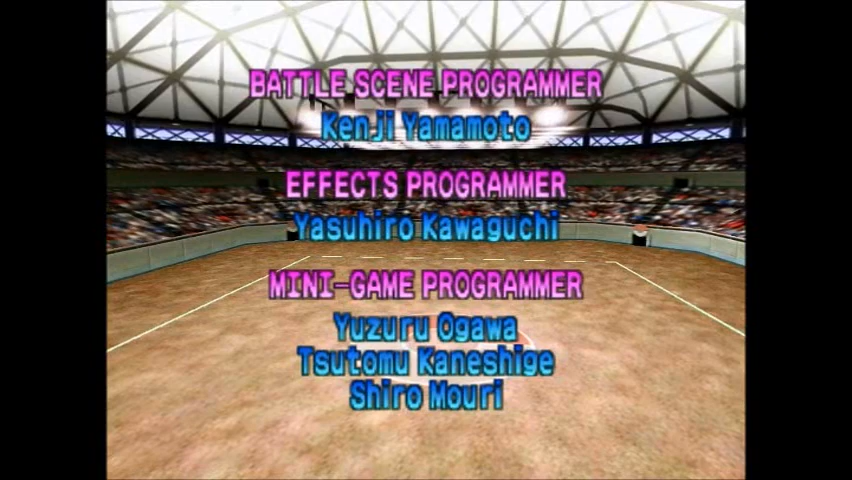 BATTLE SCENE PROGRAMMER
Kenji Yamamoto
EFFECTS PROGRAMMER
Yasuhiro Kawaguchi
MINI-GAME PROGRAMMER
Yuzuru Ogawa
Tsutomu Kaneshige
Shiro Mouri